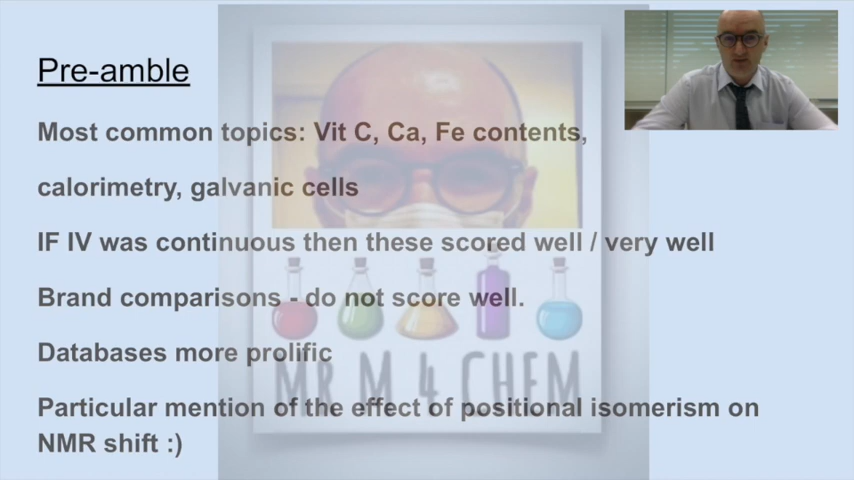 Pre-amble
Most common topics: Vit C, Ca, Fe contents,
calorimetry, galvanic cells
IF IV was continuous then these scored well / very well
Brand comparisons - do not score well.
Databases more prolific
MR M 4 CHEM
Particular mention of the effect of positional isomerism on
NMR shift :)